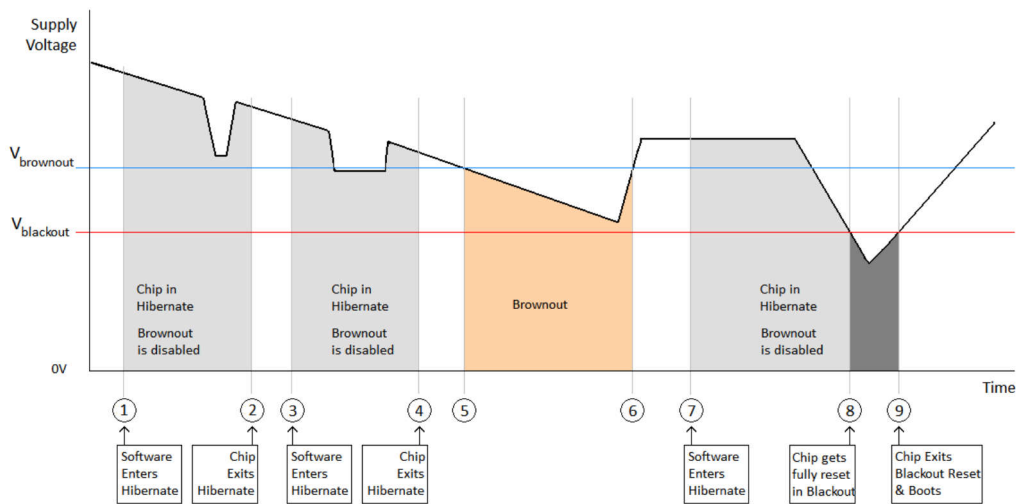 Supply
Voltage
Vbrownout
Vblackout
0V
Time
Chip in
Hibernate
Brownout
is disabled
Chip in
Hibernate
Brownout
is disabled
Brownout
Chip in
Hibernate
Brownout
is disabled
1
2
3
4
5
6
7
8
9
Software
Enters
Hibernate
Chip
Exits
Hibernate
Software
Enters
Hibernate
Chip
Exits
Hibernate
Software
Enters
Hibernate
Chip gets
fully reset
in Blackout
Chip Exits
Blackout Reset
& Boots